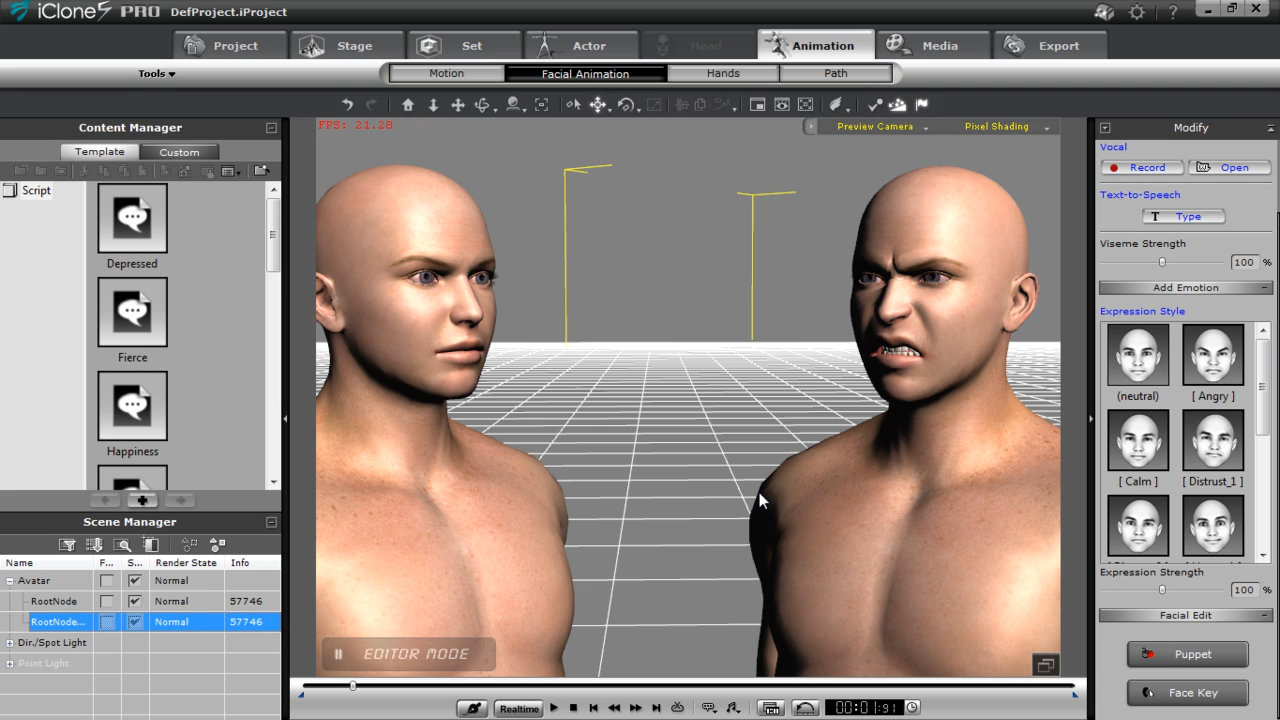 iClone5 PRO DefProject.iProject
Project Stage Set Actor Head Animation Media Export
Tools Motion Facial Animation Hands Path
FPS: 21.28
Preview Camera Pixel Shading
Content Manager
Template Custom
Script
Depressed
Fierce
Happiness
Scene Manager
Name F... S... Render State Info
Avatar Normal
RootNode Normal 57746
RootNode... Normal 57746
Dir./Spot Light
Point Light
EDITOR MODE
Realtime
00:01:91
Modify
Vocal
Record Open
Text-to-Speech
T Type
Viseme Strength
100 %
Add Emotion
Expression Style
(neutral) [ Angry ]
[ Calm ] [ Distrust_1 ]
Expression Strength
100 %
Facial Edit
Puppet
Face Key